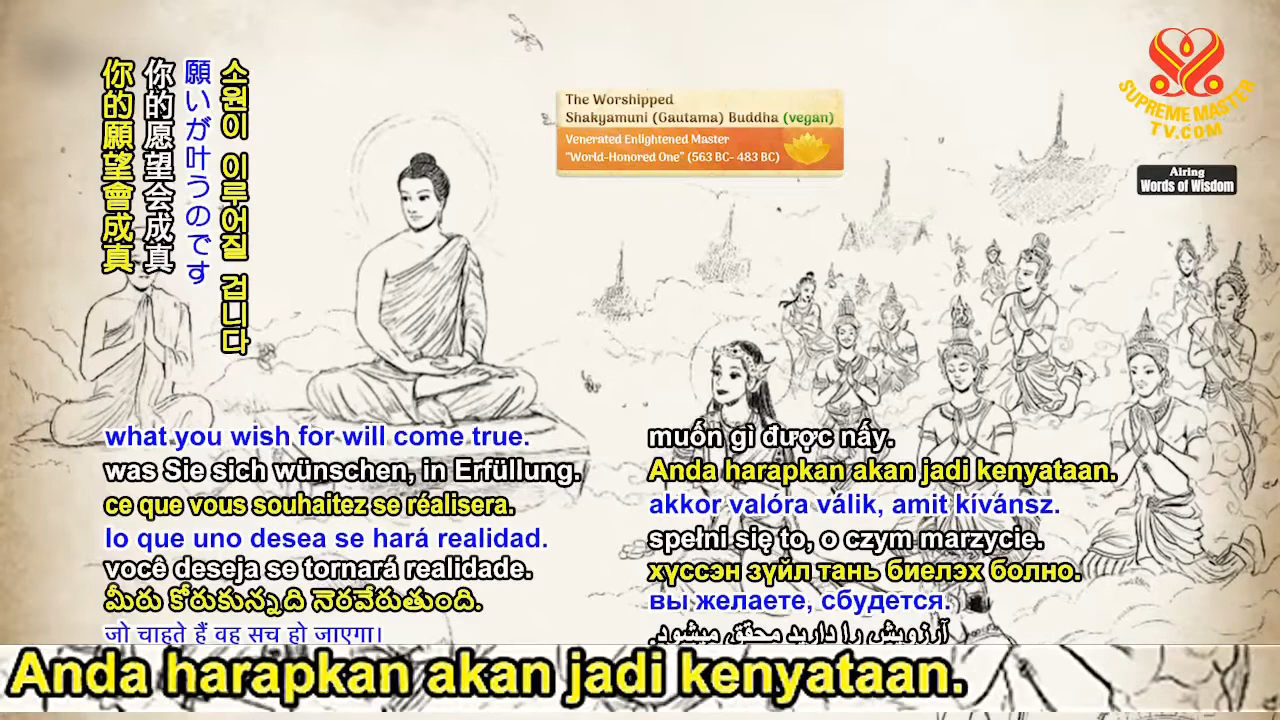 你的願望會成真
你的愿望会成真
願いが叶うのです
소원이 이루어질 겁니다
The Worshipped
Shakyamuni (Gautama) Buddha (vegan)
Venerated Enlightened Master
"World-Honored One" (563 BC- 483 BC)
SUPREME MASTER
TV.COM
Airing
Words of Wisdom
what you wish for will come true.
was Sie sich wünschen, in Erfüllung.
ce que vous souhaitez se réalisera.
lo que uno desea se hará realidad.
você deseja se tornará realidade.
మీరు కోరుకున్నది నెరవేరుతుంది.
जो चाहते हैं वह सच हो जाएगा।
muốn gì được nấy.
Anda harapkan akan jadi kenyataan.
akkor valóra válik, amit kívánsz.
spełni się to, o czym marzycie.
хүссэн зүйл тань биелэх болно.
вы желаете, сбудется.
آرزویش را دارید محقق میشود.
Anda harapkan akan jadi kenyataan.